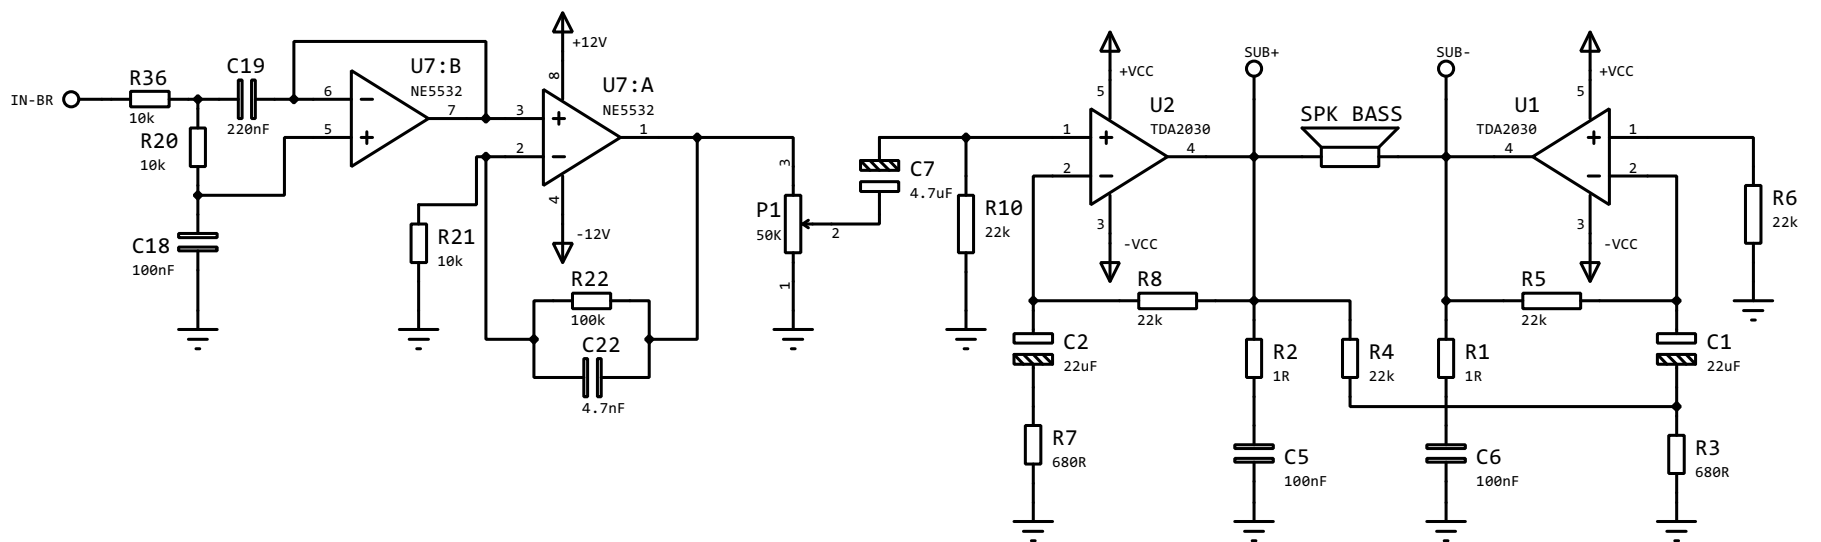 IN-BR
R36
10k
R20
10k
C19
220nF
C18
100nF
6
5
7
U7:B
NE5532
+12V
8
U7:A
NE5532
3
2
1
4
-12V
R21
10k
R22
100k
C22
4.7nF
3
P1
50K
2
1
C7
4.7uF
R10
22k
+VCC
5
U2
TDA2030
1
2
4
3
-VCC
R8
22k
C2
22uF
R7
680R
SUB+
SPK BASS
SUB-
R2
1R
C5
100nF
R4
22k
R1
1R
C6
100nF
+VCC
5
U1
TDA2030
4
1
2
3
-VCC
R5
22k
R6
22k
C1
22uF
R3
680R